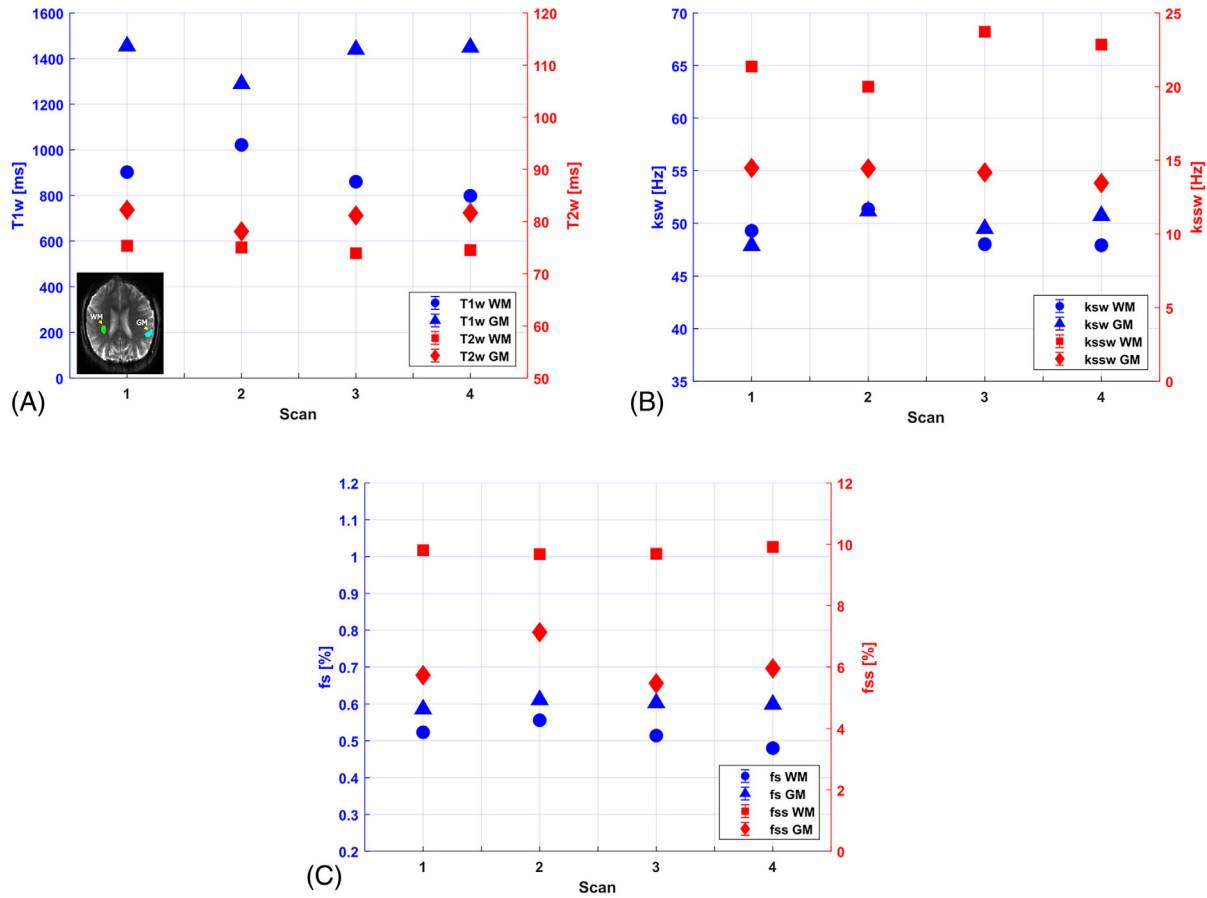 1600
1400
1200
1000
800
600
400
200
0
T1w [ms]
120
110
100
90
80
70
60
50
T2w [ms]
WM
GM
T1w WM
T1w GM
T2w WM
T2w GM
1 2 3 4
Scan
(A)
70
65
60
55
50
45
40
35
ksw [Hz]
25
20
15
10
5
0
kssw [Hz]
ksw WM
ksw GM
kssw WM
kssw GM
1 2 3 4
Scan
(B)
1.2
1.1
1
0.9
0.8
0.7
0.6
0.5
0.4
0.3
0.2
fs [%]
12
10
8
6
4
2
0
fss [%]
fs WM
fs GM
fss WM
fss GM
1 2 3 4
Scan
(C)